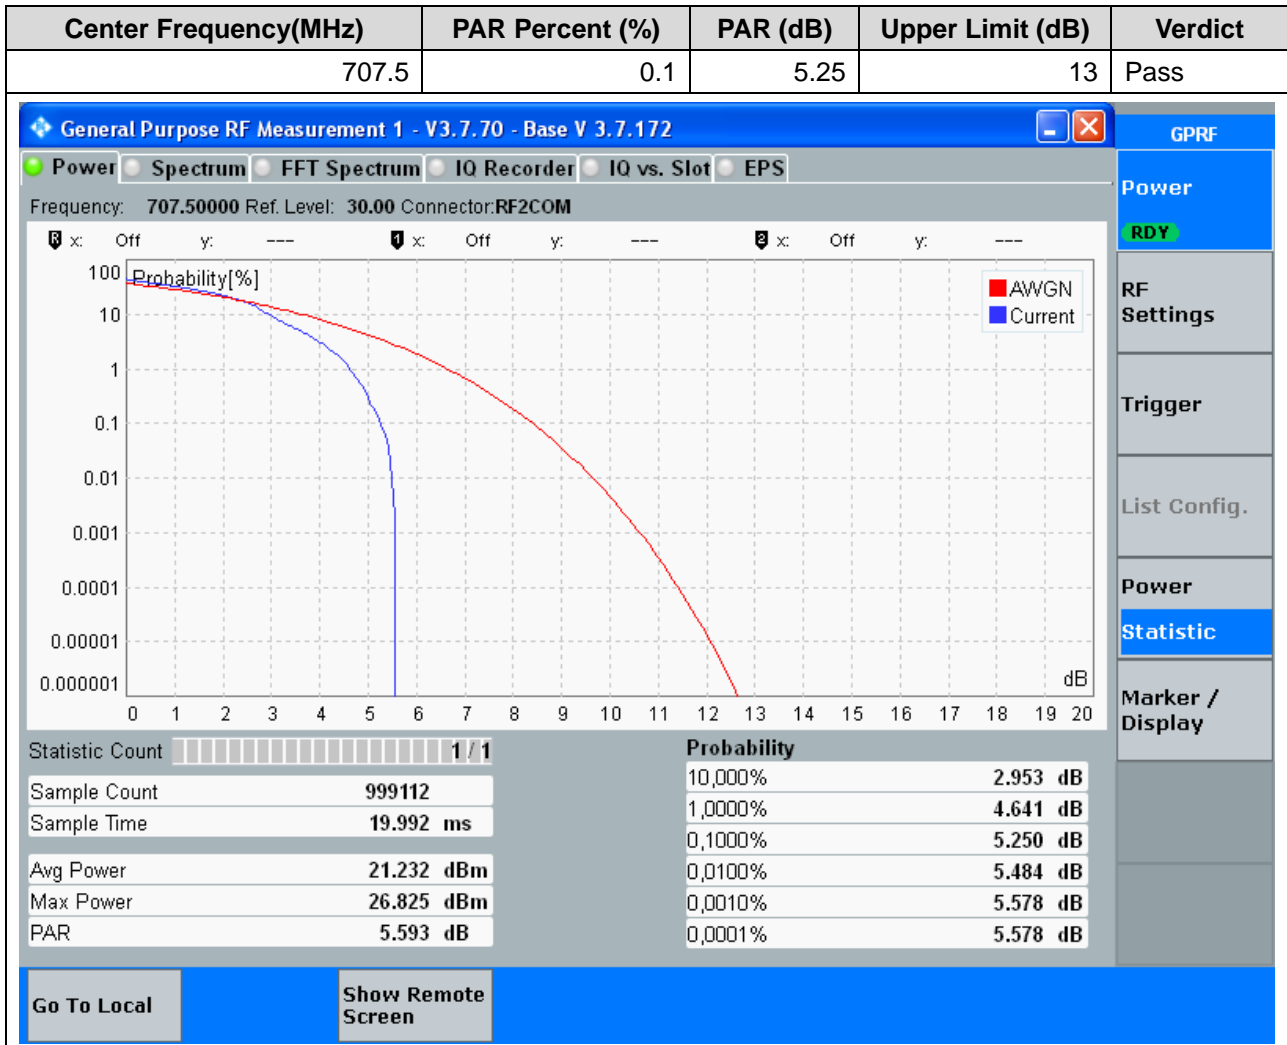 Center Frequency(MHz) PAR Percent (%) PAR (dB) Upper Limit (dB) Verdict
707.5 0.1 5.25 13 Pass
General Purpose RF Measurement 1 - V3.7.70 - Base V 3.7.172
GPRF
Power Spectrum FFT Spectrum IQ Recorder IQ vs. Slot EPS
Frequency: 707.50000 Ref. Level: 30.00 Connector:RF2COM
R x: Off y: --- 1 x: Off y: --- 2 x: Off y: ---
Probability[%]
100
10
1
0.1
0.01
0.001
0.0001
0.00001
0.000001
AWGN
Current
dB
0 1 2 3 4 5 6 7 8 9 10 11 12 13 14 15 16 17 18 19 20
Statistic Count 1 / 1
Sample Count 999112
Sample Time 19.992 ms
Avg Power 21.232 dBm
Max Power 26.825 dBm
PAR 5.593 dB
Probability
10,000% 2.953 dB
1,0000% 4.641 dB
0,1000% 5.250 dB
0,0100% 5.484 dB
0,0010% 5.578 dB
0,0001% 5.578 dB
Power
RDY
RF
Settings
Trigger
List Config.
Power
Statistic
Marker /
Display
Go To Local
Show Remote
Screen